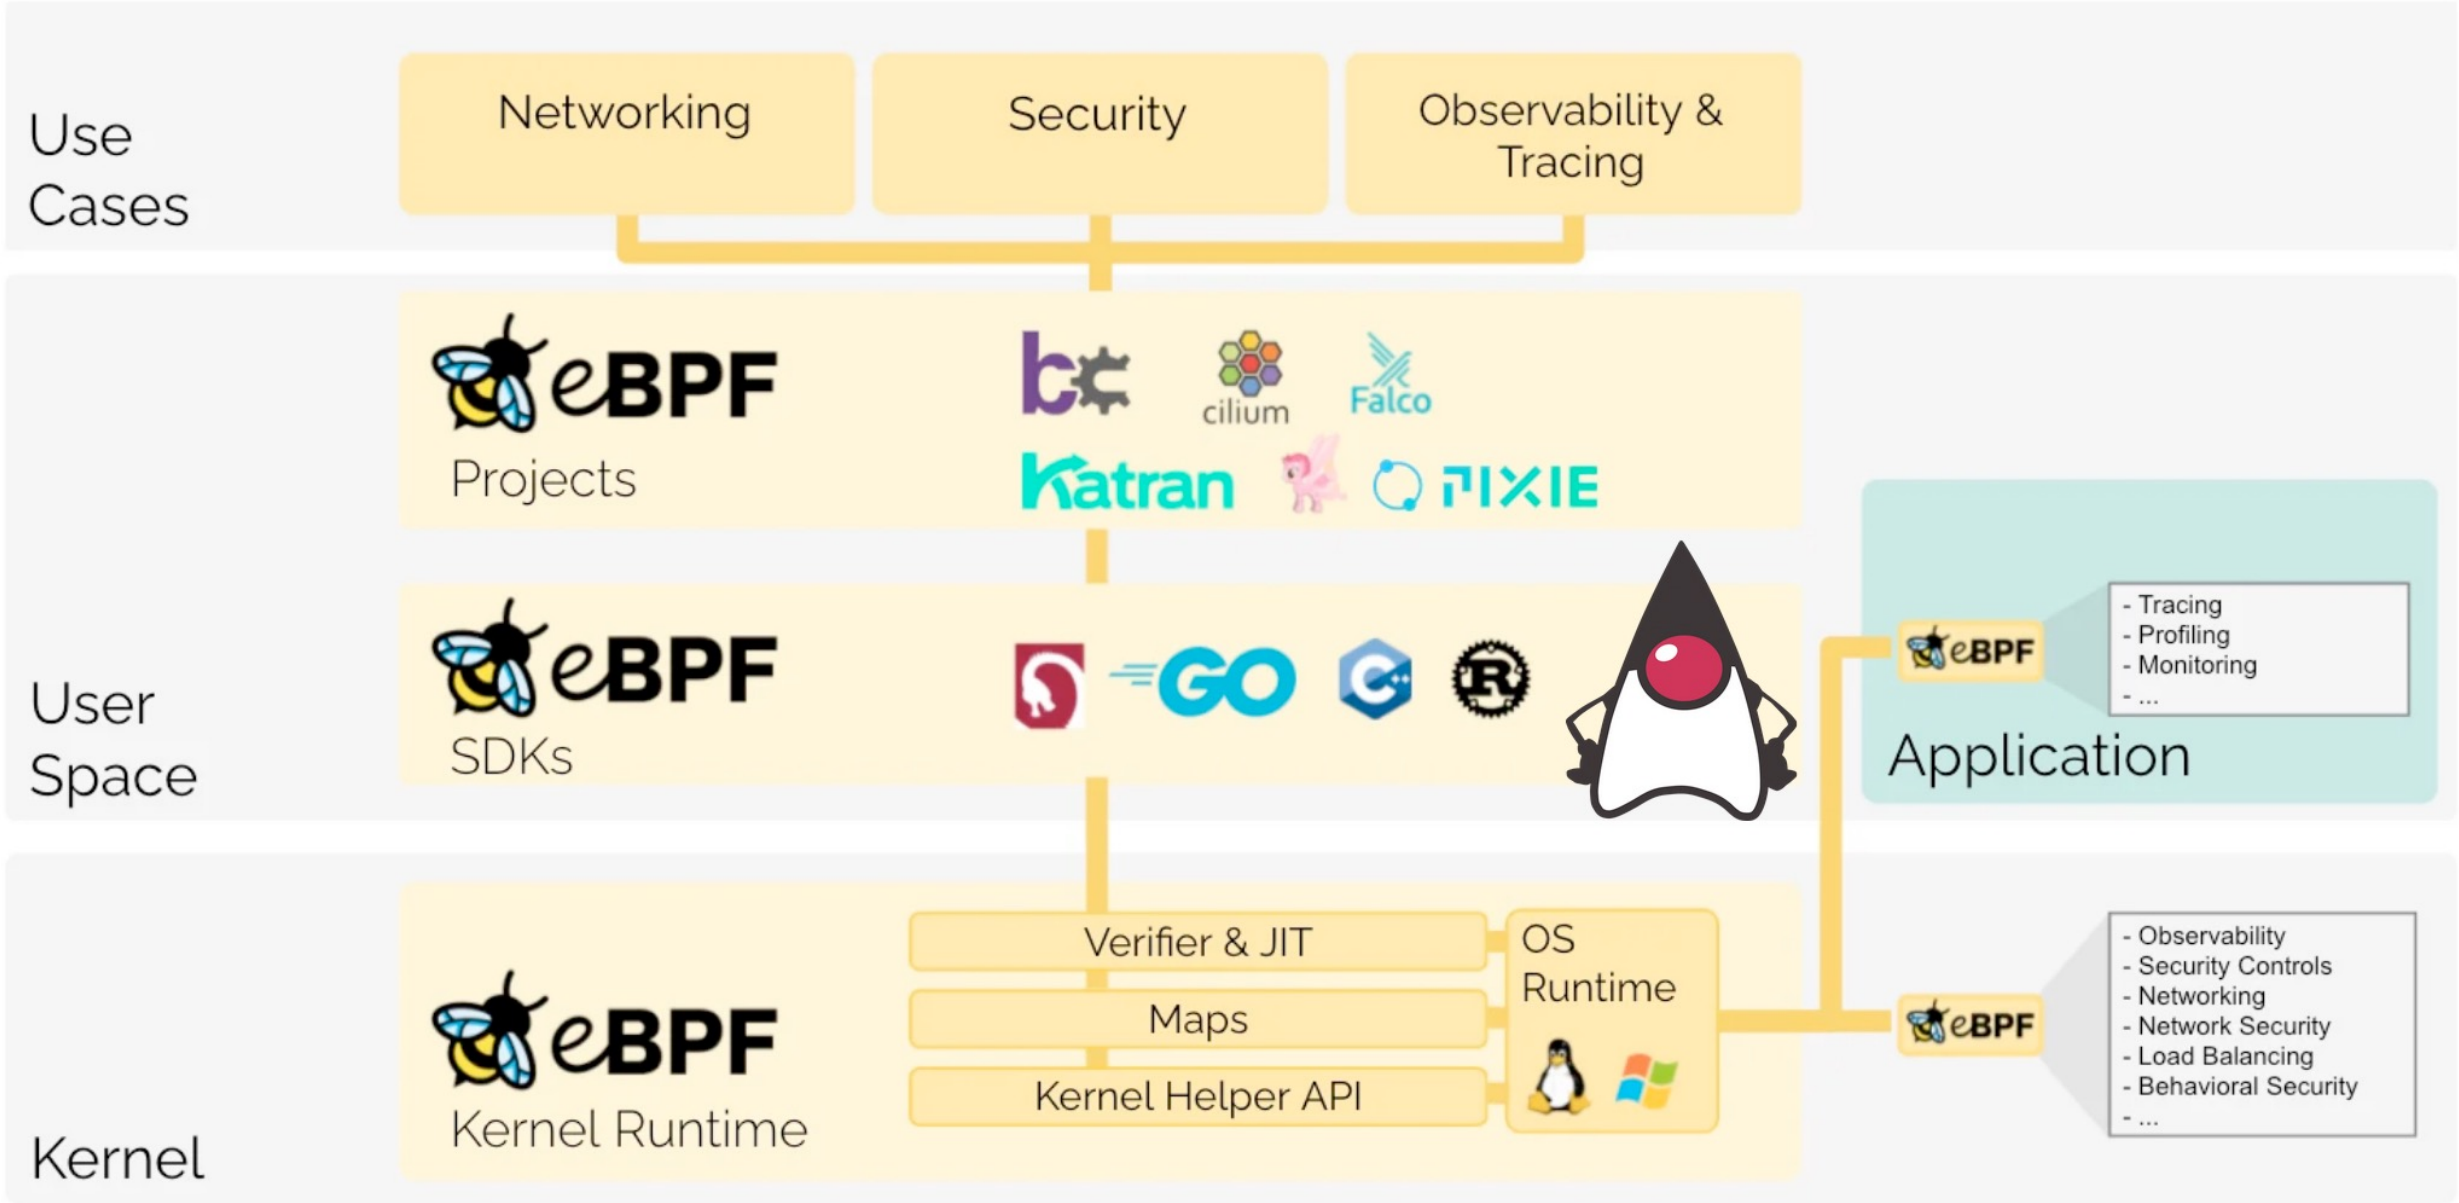 Use
Cases
Networking
Security
Observability &
Tracing
User
Space
eBPF
Projects
bc
cilium
Falco
Katran
PIXIE
eBPF
SDKs
GO
C++
R
eBPF
- Tracing
- Profiling
- Monitoring
- ...
Application
Kernel
eBPF
Kernel Runtime
Verifier & JIT
Maps
Kernel Helper API
OS
Runtime
eBPF
- Observability
- Security Controls
- Networking
- Network Security
- Load Balancing
- Behavioral Security
- ...